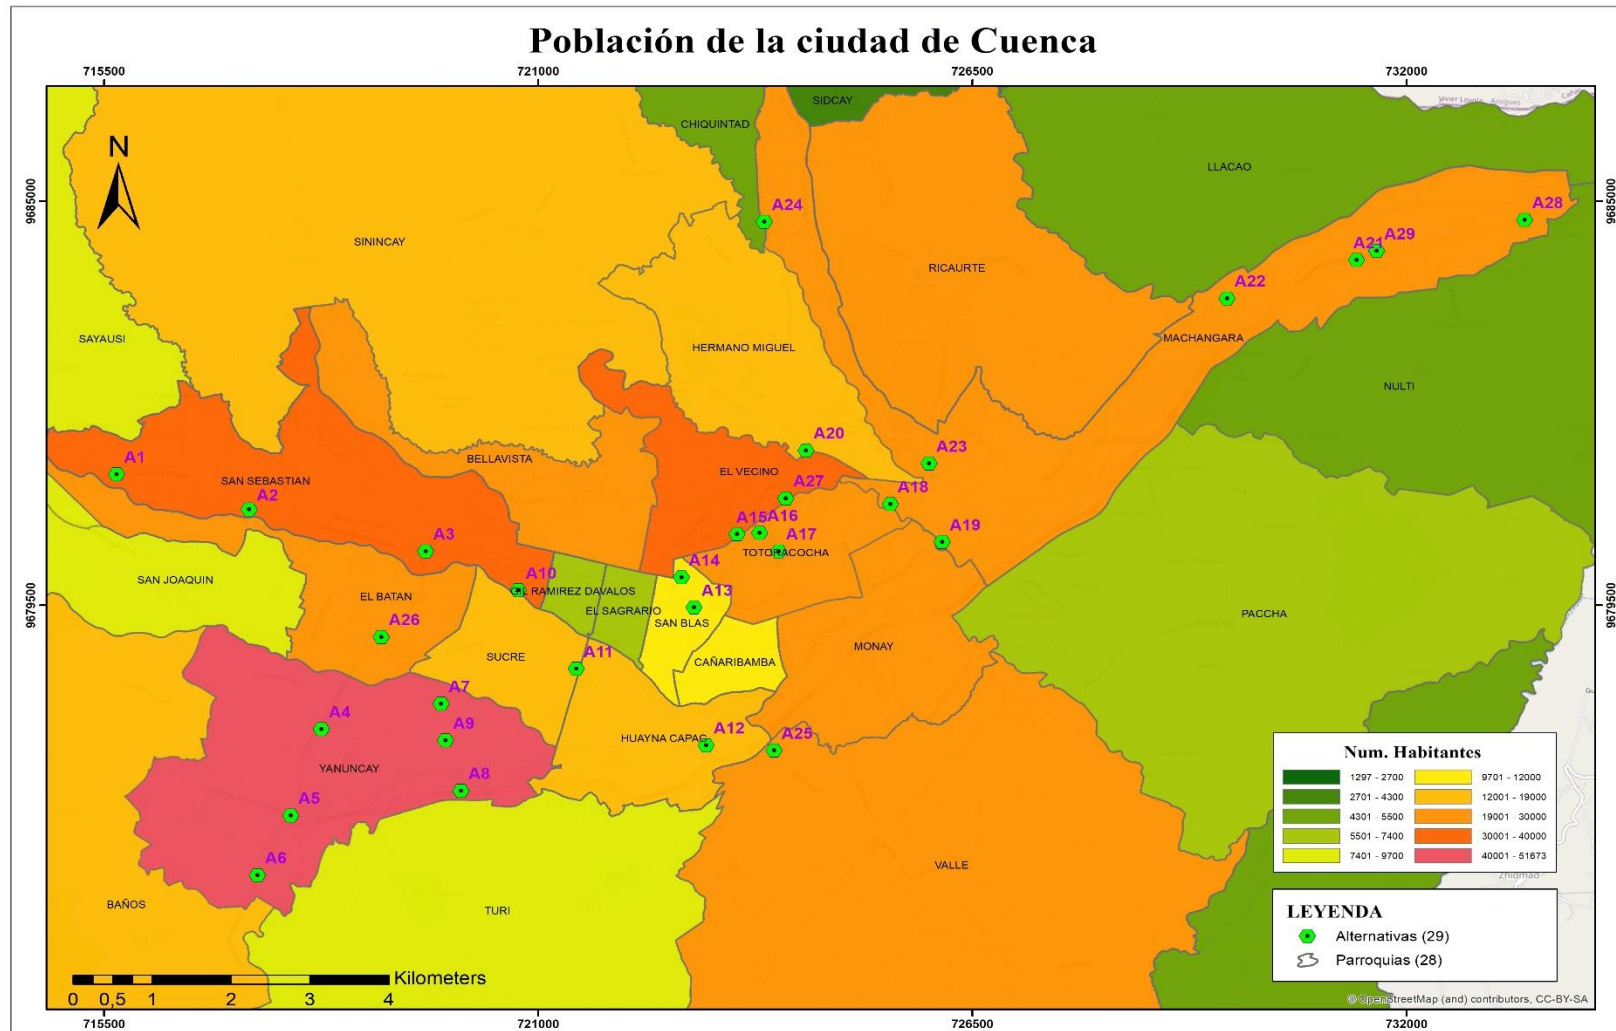 Población de la ciudad de Cuenca
715500
721000
726500
732000
SIDCAY
CHIQUINTAD
LLACAO
N
9685000
9685000
A24
A28
SININCAY
A29
A21
RICAURTE
A22
SAYAUSI
HERMANO MIGUEL
MACHANGARA
NULTI
A20
A1
BELLAVISTA
A23
EL VECINO
SAN SEBASTIAN
A2
A27
A18
A15
A16
A3
A17
A19
TOTORACOCHA
A14
A10
SAN JOAQUIN
GIL RAMIREZ DAVALOS
EL BATAN
A13
9679500
9679500
EL SAGRARIO
PACCHA
A26
SAN BLAS
MONAY
SUCRE
A11
CAÑARIBAMBA
A7
A4
A9
HUAYNA CAPAC
A12
A25
YANUNCAY
A8
A5
A6
VALLE
BAÑOS
TURI
Num. Habitantes
1297 - 2700
9701 - 12000
2701 - 4300
12001 - 19000
4301 - 5500
19001 - 30000
5501 - 7400
30001 - 40000
7401 - 9700
40001 - 51673
Zhigmad
LEYENDA
Alternativas (29)
Parroquias (28)
Kilometers
0 0,5 1 2 3 4
© OpenStreetMap (and) contributors, CC-BY-SA
715500
721000
726500
732000